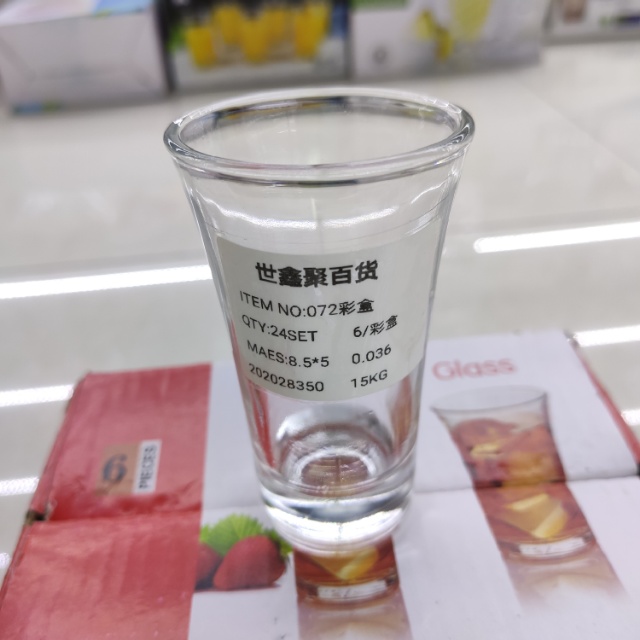 世鑫聚百货
ITEM NO:072彩盒
QTY:24SET 6/彩盒
MAES:8.5*5 0.036
202028350 15KG
Glass
6
PIECES